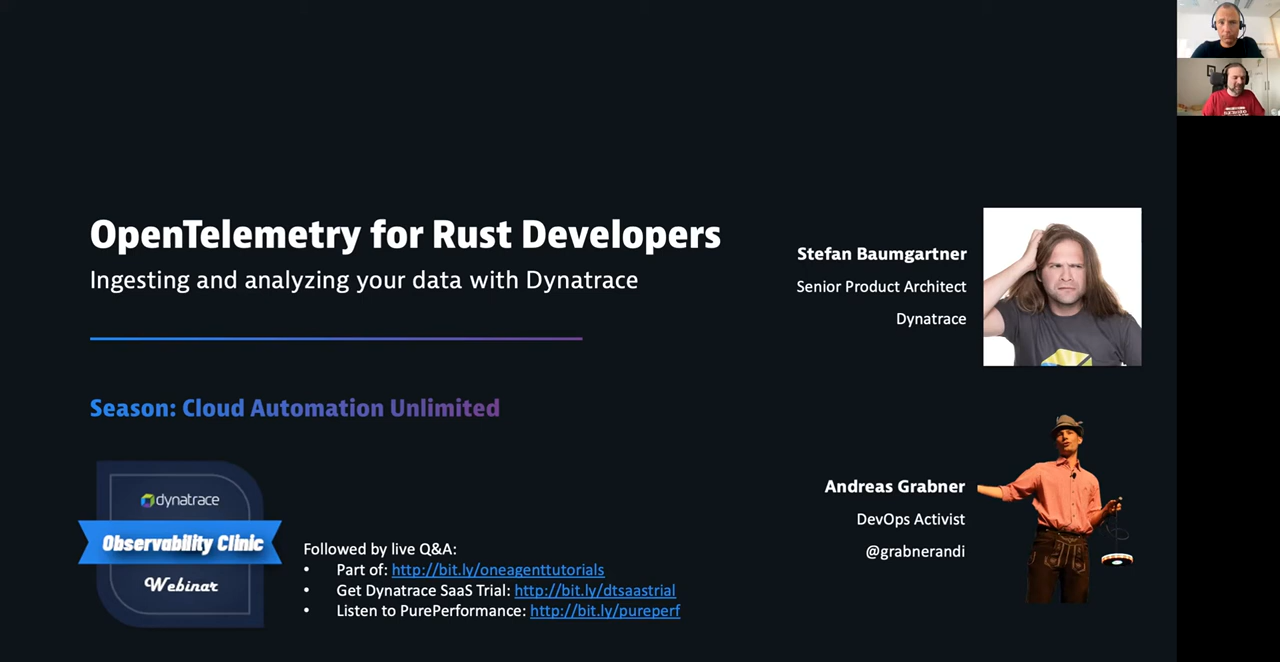 OpenTelemetry for Rust Developers
Ingesting and analyzing your data with Dynatrace
Season: Cloud Automation Unlimited
Stefan Baumgartner
Senior Product Architect
Dynatrace
Andreas Grabner
DevOps Activist
@grabnerandi
dynatrace
Observability Clinic
Webinar
Followed by live Q&A:
• Part of: http://bit.ly/oneagenttutorials
• Get Dynatrace SaaS Trial: http://bit.ly/dtsaastrial
• Listen to PurePerformance: http://bit.ly/pureperf